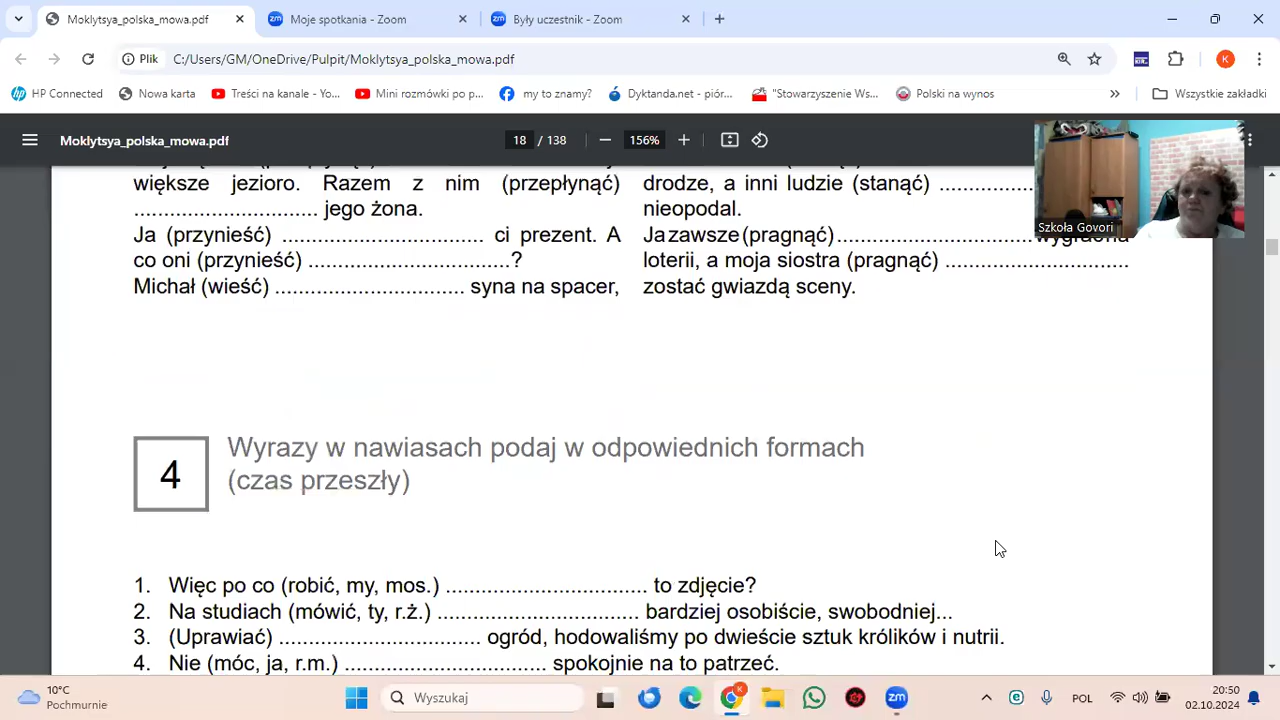 Moklytsya_polska_mowa.pdf
Moje spotkania - Zoom
Były uczestnik - Zoom
Plik
C:/Users/GM/OneDrive/Pulpit/Moklytsya_polska_mowa.pdf
K
HP Connected
Nowa karta
Treści na kanale - Yo...
Mini rozmówki po p...
my to znamy?
Dykanda.net - piór...
"Stowarzyszenie Ws...
Polski na wynos
Wszystkie zakładki
Moklytsya_polska_mowa.pdf
18 / 138
156%
Szkoła Govori
większe jezioro. Razem z nim (przepłynąć)
............................... jego żona.
Ja (przynieść) .................................. ci prezent. A
co oni (przynieść) ..................................?
Michał (wieść) ................................ syna na spacer,
drodze, a inni ludzie (stanąć)
nieopodal.
Ja zawsze (pragnąć)
loterii, a moja siostra (pragnąć) ...............................
zostać gwiazdą sceny.
4
Wyrazy w nawiasach podaj w odpowiednich formach
(czas przeszły)
1. Więc po co (robić, my, mos.) .................................. to zdjęcie?
2. Na studiach (mówić, ty, r.ż.) .................................. bardziej osobiście, swobodniej...
3. (Uprawiać) .................................. ogród, hodowaliśmy po dwieście sztuk królików i nutrii.
4. Nie (móc, ja, r.m.) .................................. spokojnie na to patrzeć.
10°C
Pochmurnie
Wyszukaj
POL
20:50
02.10.2024